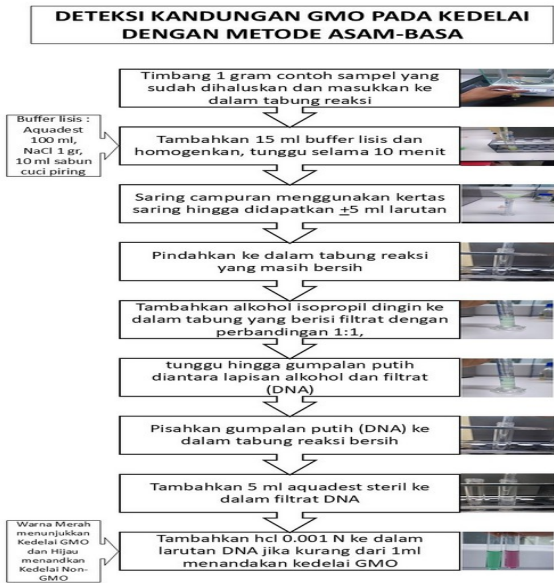 DETEKSI KANDUNGAN GMO PADA KEDELAI
DENGAN METODE ASAM-BASA
Timbang 1 gram contoh sampel yang
sudah dihaluskan dan masukkan ke
dalam tabung reaksi
Buffer lisis :
Aquadest
100 ml,
NaCl 1 gr,
10 ml sabun
cuci piring
Tambahkan 15 ml buffer lisis dan
homogenkan, tunggu selama 10 menit
Saring campuran menggunakan kertas
saring hingga didapatkan ±5 ml larutan
Pindahkan ke dalam tabung reaksi
yang masih bersih
Tambahkan alkohol isopropil dingin ke
dalam tabung yang berisi filtrat dengan
perbandingan 1:1,
tunggu hingga gumpalan putih
diantara lapisan alkohol dan filtrat
(DNA)
Pisahkan gumpalan putih (DNA) ke
dalam tabung reaksi bersih
Tambahkan 5 ml aquadest steril ke
dalam filtrat DNA
Warna Merah
menunjukkan
Kedelai GMO
dan Hijau
menandkan
Kedelai Non-
GMO
Tambahkan hcl 0.001 N ke dalam
larutan DNA jika kurang dari 1ml
menandakan kedelai GMO